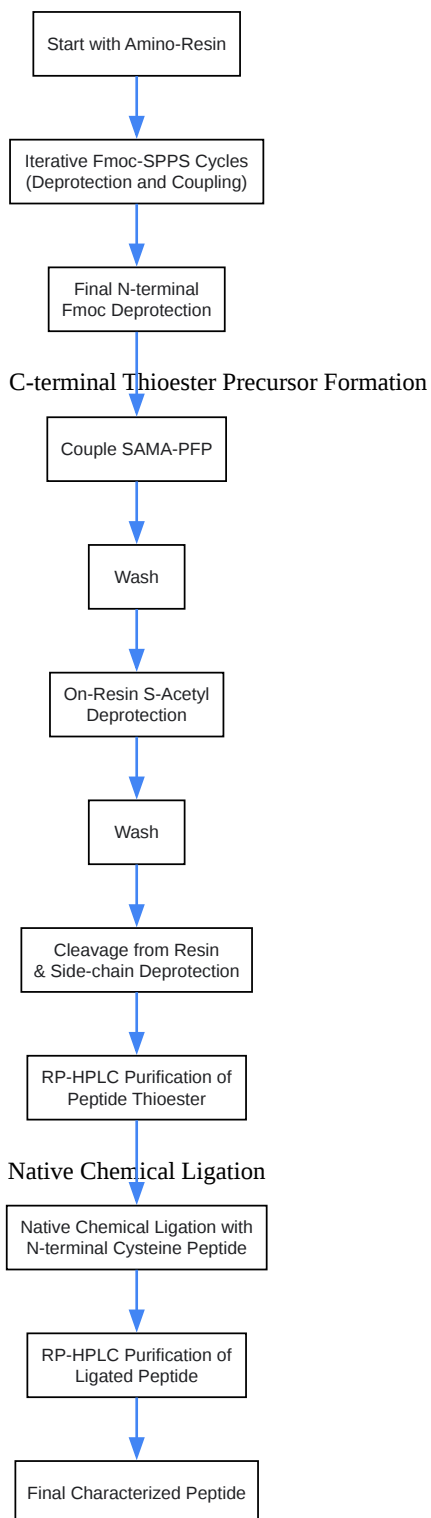 Start with Amino-Resin
Iterative Fmoc-SPPS Cycles
(Deprotection and Coupling)
Final N-terminal
Fmoc Deprotection
C-terminal Thioester Precursor Formation
Couple SAMA-PFP
Wash
On-Resin S-Acetyl
Deprotection
Wash
Cleavage from Resin
& Side-chain Deprotection
RP-HPLC Purification of
Peptide Thioester
Native Chemical Ligation
Native Chemical Ligation with
N-terminal Cysteine Peptide
RP-HPLC Purification of
Ligated Peptide
Final Characterized Peptide